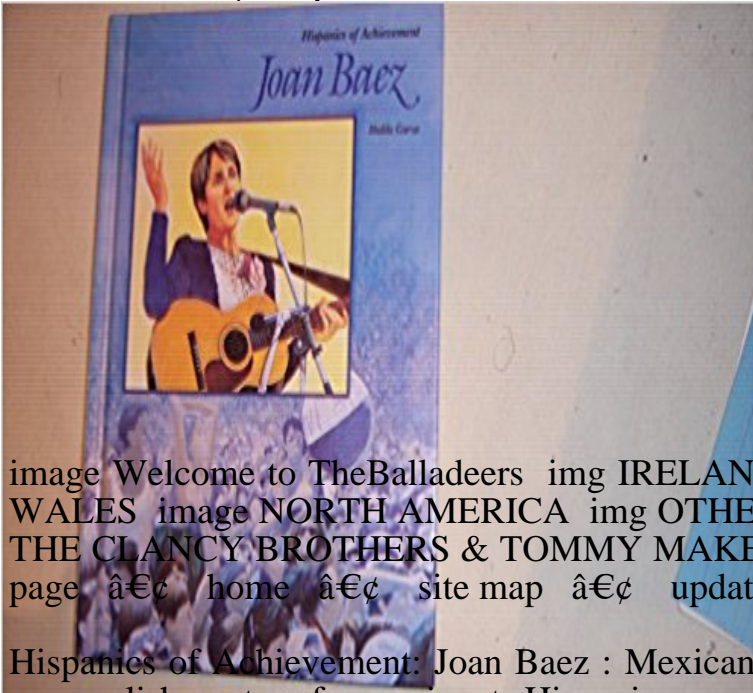 Hispanics of Achievement
Joan Baez
image Welcome to TheBalladeers img IRELAN
WALES image NORTH AMERICA img OTHE
THE CLANCY BROTHERS & TOMMY MAKE
page â€¢ home â€¢ site map â€¢ updat
Hispanics of Achievement: Joan Baez : Mexican